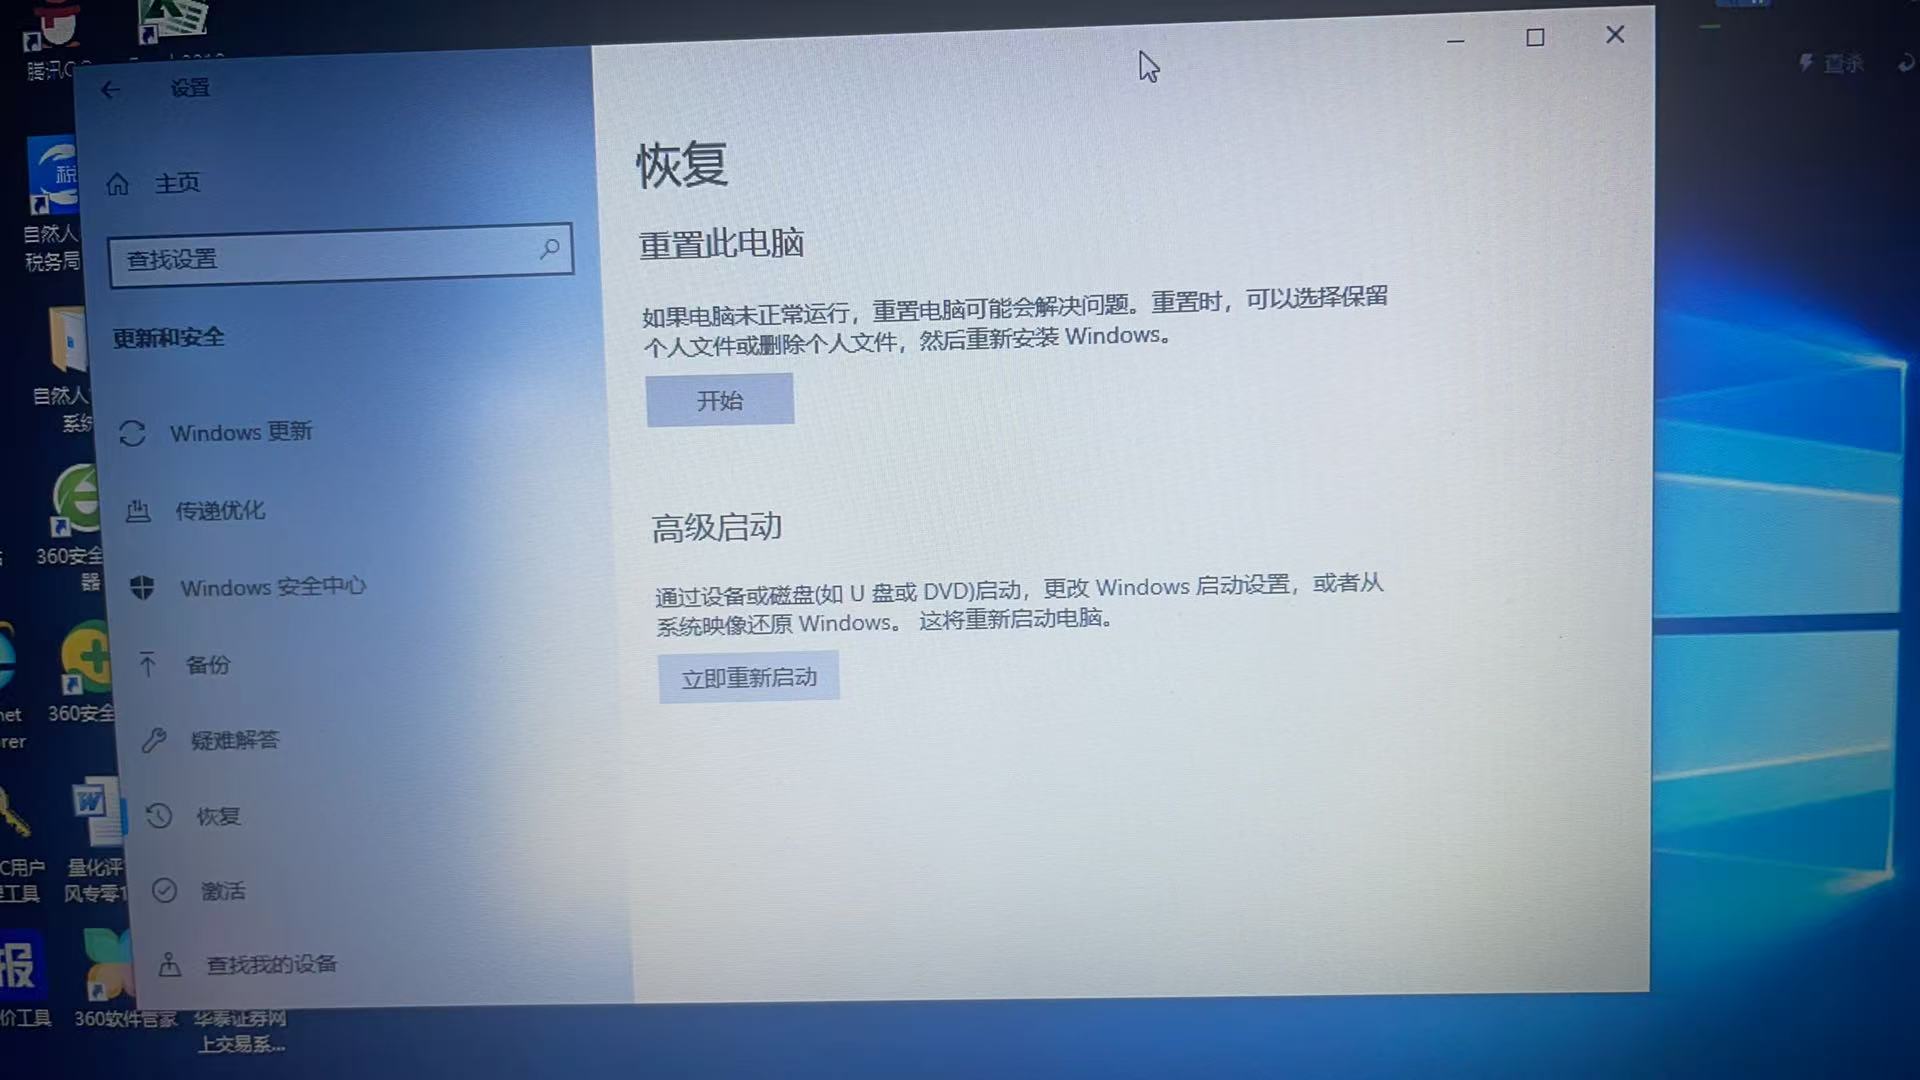 设置
主页
查找设置
更新和安全
Windows 更新
传递优化
Windows 安全中心
备份
疑难解答
恢复
激活
查找我的设备
恢复
重置此电脑
如果电脑未正常运行，重置电脑可能会解决问题。重置时，可以选择保留
个人文件或删除个人文件，然后重新安装 Windows。
开始
高级启动
通过设备或磁盘(如 U 盘或 DVD)启动，更改 Windows 启动设置，或者从
系统映像还原 Windows。 这将重新启动电脑。
立即重新启动
查杀
腾讯
税
自然人
税务局
自然人
系统
360安全
器
360安全
W
C用户
工具
量化评
风专零1
报
价工具
360软件管家
华泰证券网
上交易系...